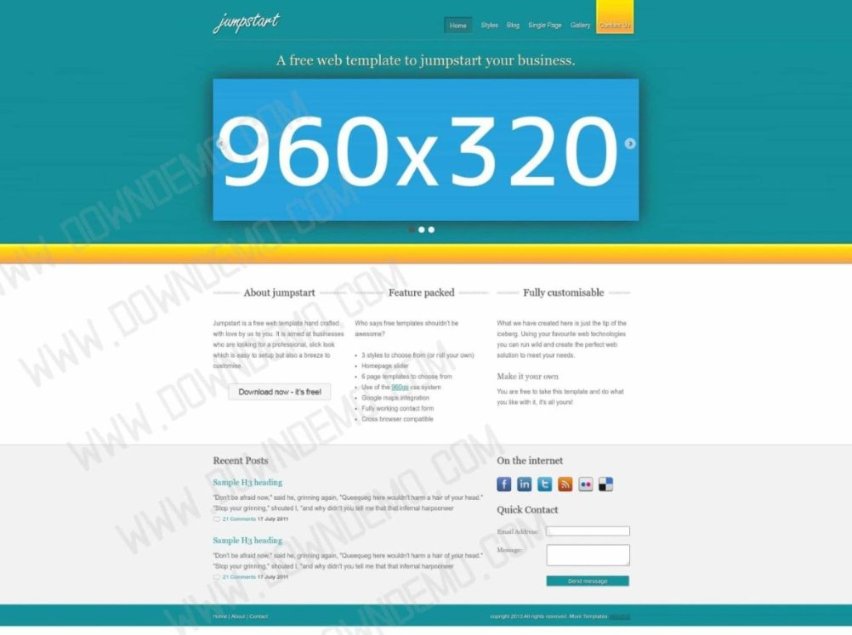 jumpstart
Home Styles Blog Single Page Gallery Contact Us
A free web template to jumpstart your business.
960x320
About jumpstart
Jumpstart is a free web template hand crafted
with love by us to you. It is aimed at businesses
who are looking for a professional, slick look
which is easy to setup but also a breeze to
customise.
Download now - it's free!
Feature packed
Who says free templates shouldn't be
awesome?
3 styles to choose from (or roll your own)
Homepage slider
6 page templates to choose from
Use of the 960gs css system
Google maps integration
Fully working contact form
Cross browser compatible
Fully customisable
What we have created here is just the tip of the
iceberg. Using your favourite web technologies
you can run wild and create the perfect web
solution to meet your needs.
Make it your own
You are free to take this template and do what
you like with it, it's all yours!
Recent Posts
Sample H3 heading
"Don't be afraid now," said he, grinning again, "Queequeg here wouldn't harm a hair of your head."
"Stop your grinning," shouted I, "and why didn't you tell me that that infernal harpooneer
21 Comments 17 July 2011
Sample H3 heading
"Don't be afraid now," said he, grinning again, "Queequeg here wouldn't harm a hair of your head."
"Stop your grinning," shouted I, "and why didn't you tell me that that infernal harpooneer
21 Comments 17 July 2011
On the internet
Quick Contact
Email Address:
Message:
Send message
Home | About | Contact
copyright 2013 All rights reserved. More Templates
WWW.DOWNDEMO.COM
WWW.DOWNDEMO.COM
WWW.DOWNDEMO.COM
WWW.DOWNDEMO.COM
WWW.DOWNDEMO.COM